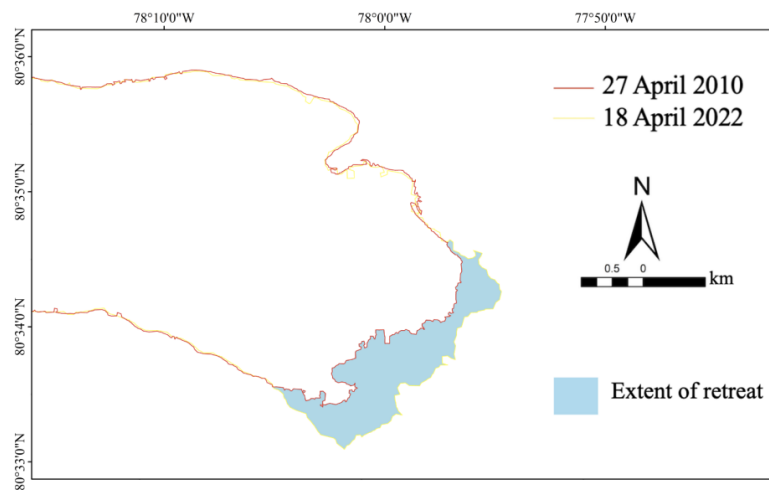 78°10'0"W 78°0'0"W 77°50'0"W
80°36'0"N
80°35'0"N
80°34'0"N
80°33'0"N
27 April 2010
18 April 2022
N
0.5 0
km
Extent of retreat